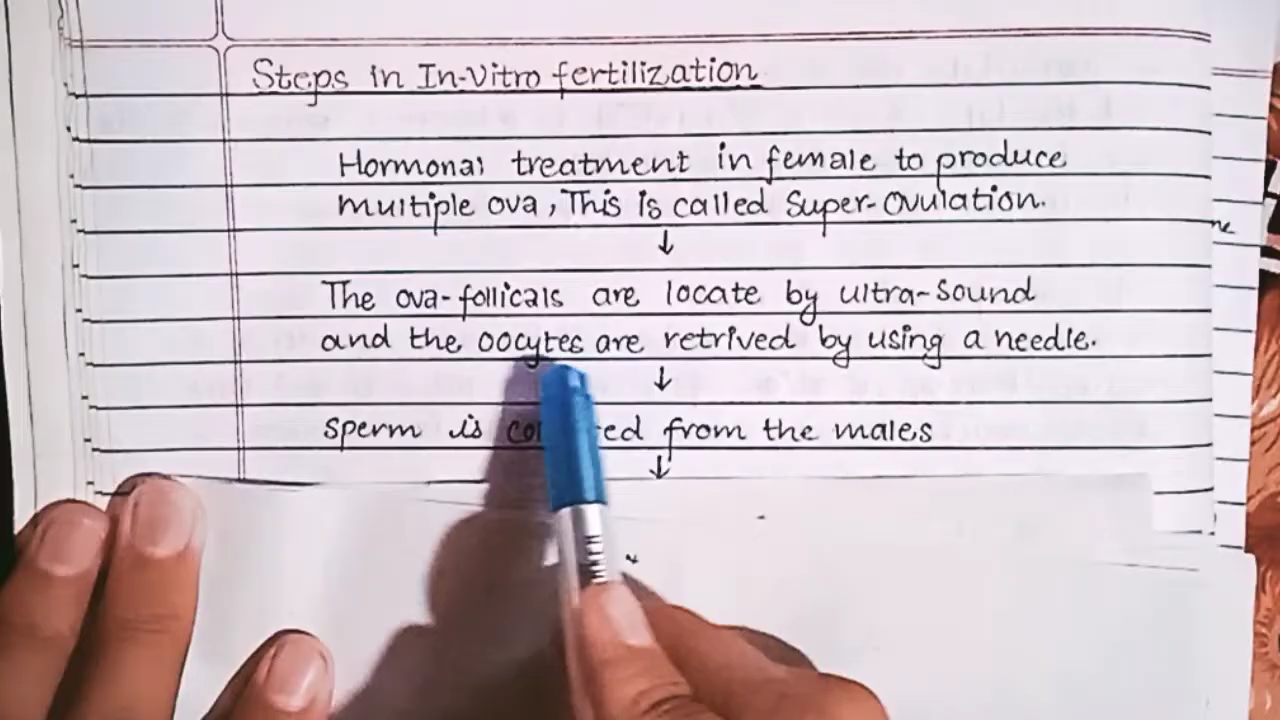 Steps in In-Vitro fertilization
Hormonal treatment in female to produce
multiple ova, This is called Super-Ovulation.
↓
The ova-follicals are locate by ultra-sound
and the oocytes are retrived by using a needle.
↓
sperm is from the males
↓